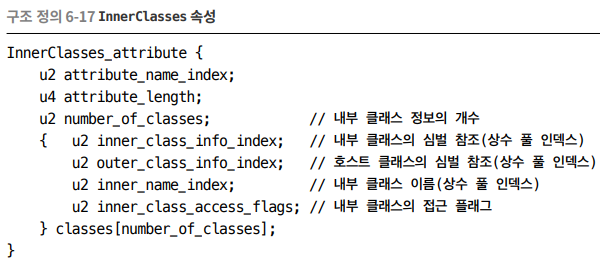 구조 정의 6-17 InnerClasses 속성
InnerClasses_attribute {
    u2 attribute_name_index;
    u4 attribute_length;
    u2 number_of_classes;           // 내부 클래스 정보의 개수
    {   u2 inner_class_info_index;   // 내부 클래스의 심벌 참조(상수 풀 인덱스)
        u2 outer_class_info_index;   // 호스트 클래스의 심벌 참조(상수 풀 인덱스)
        u2 inner_name_index;         // 내부 클래스 이름(상수 풀 인덱스)
        u2 inner_class_access_flags; // 내부 클래스의 접근 플래그
    } classes[number_of_classes];
}